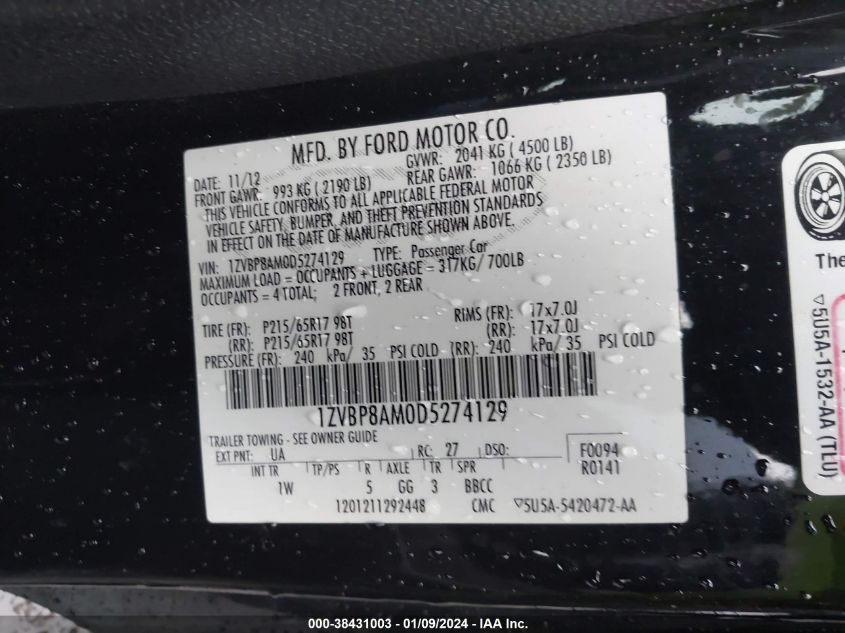 MFD. BY FORD MOTOR CO.
DATE: 11/12 GVWR: 2041 KG ( 4500 LB)
FRONT GAWR: 993 KG ( 2190 LB) REAR GAWR: 1066 KG ( 2350 LB)
THIS VEHICLE CONFORMS TO ALL APPLICABLE FEDERAL MOTOR
VEHICLE SAFETY, BUMPER, AND THEFT PREVENTION STANDARDS
IN EFFECT ON THE DATE OF MANUFACTURE SHOWN ABOVE.
VIN: 1ZVBP8AM0D5274129 TYPE: Passenger Car
MAXIMUM LOAD = OCCUPANTS + LUGGAGE = 317KG/ 700LB
OCCUPANTS = 4 TOTAL; 2 FRONT, 2 REAR
TIRE (FR): P215/65R17 98T RIMS (FR): 17x7.0J
(RR): P215/65R17 98T (RR): 17x7.0J
PRESSURE (FR): 240 kPa/ 35 PSI COLD (RR): 240 kPa/ 35 PSI COLD
1ZVBP8AM0D5274129
TRAILER TOWING - SEE OWNER GUIDE
EXT PNT: UA RC: 27 DSO: F0094
R0141
INT TR TP/PS R AXLE TR SPR
1W 5 GG 3 BBCC
1201211292448 CMC ▽5U5A-5420472-AA
The
▽5U5A-1532-AA (TLU)
000-38431003 - 01/09/2024 - IAA Inc.